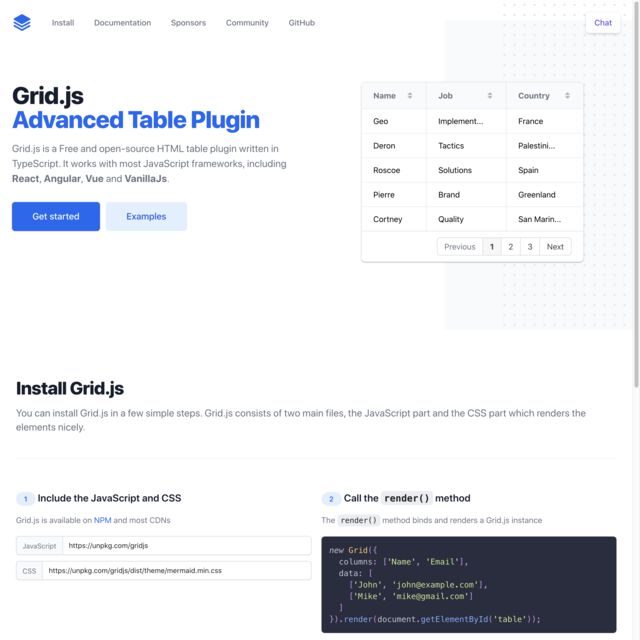 Install Documentation Sponsors Community GitHub Chat
Grid.js
Advanced Table Plugin
Grid.js is a Free and open-source HTML table plugin written in
TypeScript. It works with most JavaScript frameworks, including
React, Angular, Vue and VanillaJs.
Get started Examples
Name Job Country
Geo Implement... France
Deron Tactics Palestini...
Roscoe Solutions Spain
Pierre Brand Greenland
Cortney Quality San Marin...
Previous 1 2 3 Next
Install Grid.js
You can install Grid.js in a few simple steps. Grid.js consists of two main files, the JavaScript part and the CSS part which renders the
elements nicely.
1 Include the JavaScript and CSS
Grid.js is available on NPM and most CDNs
JavaScript https://unpkg.com/gridjs
CSS https://unpkg.com/gridjs/dist/theme/mermaid.min.css
2 Call the render() method
The render() method binds and renders a Grid.js instance
new Grid({
columns: ['Name', 'Email'],
data: [
['John', 'john@example.com'],
['Mike', 'mike@gmail.com']
]
}).render(document.getElementById('table'));